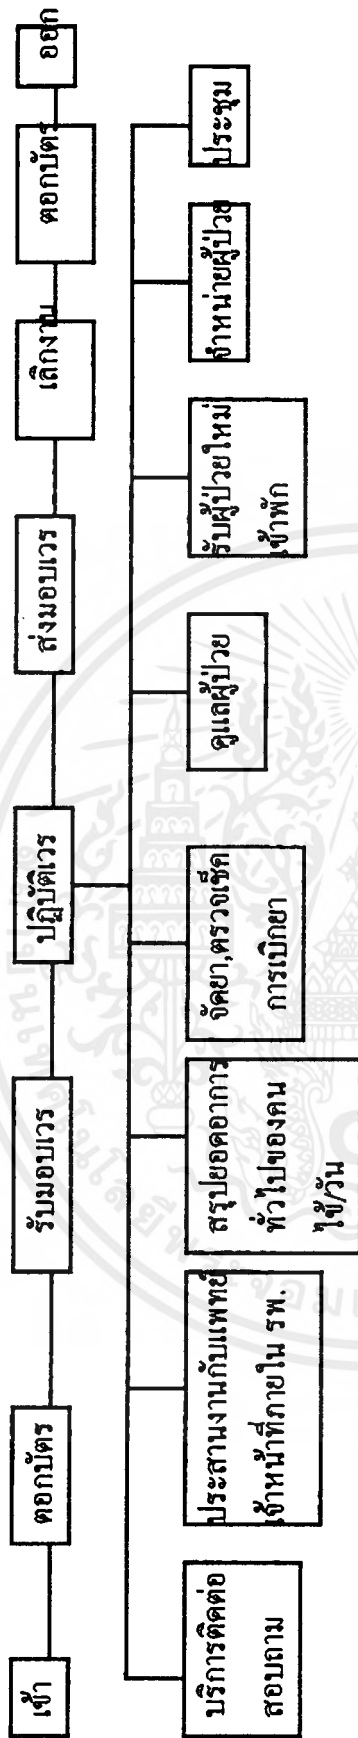 เข้า
ตอกบัตร
รับมอบเวร
ปฏิบัติเวร
ส่งมอบเวร
เลิกงาน
ตอกบัตร
ออก
บริการติดต่อ
สอบถาม
ประสานงานกับแพทย์
เจ้าหน้าที่ภายใน รพ.
สรุปยอดอาการ
ทั่วไปของคน
ไข้/วัน
จัดยา,ตรวจเช็ค
การเบิกยา
ดูแลผู้ป่วย
รับผู้ป่วยใหม่
เข้าพัก
จำหน่ายผู้ป่วย
ประชุม